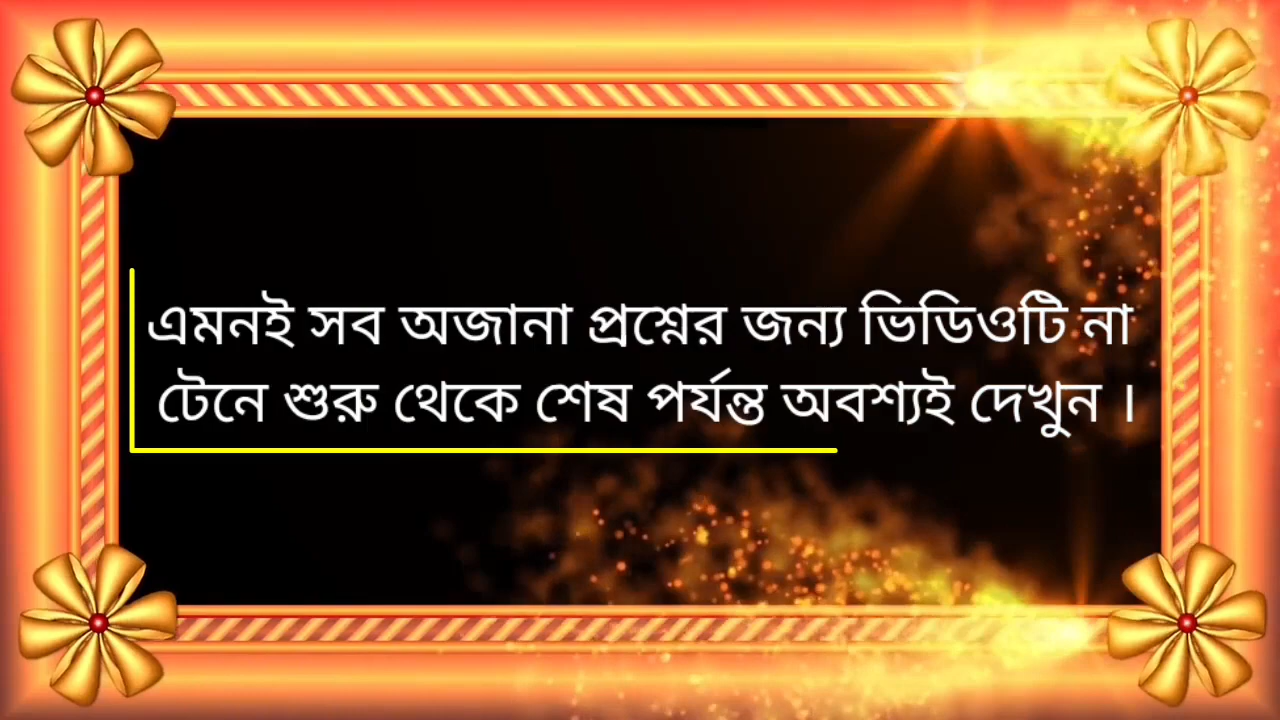 এমনই সব অজানা প্রশ্নের জন্য ভিডিওটি না
টেনে শুরু থেকে শেষ পর্যন্ত অবশ্যই দেখুন ।